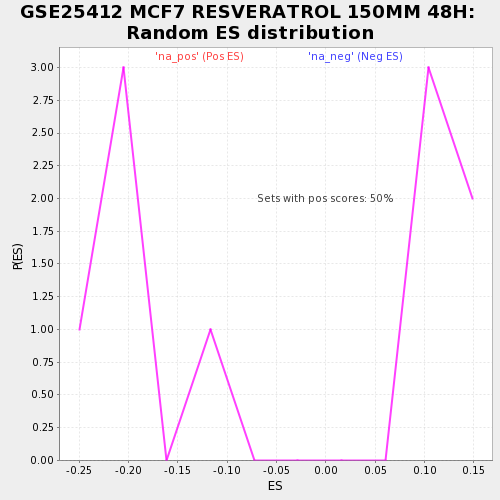 GSE25412 MCF7 RESVERATROL 150MM 48H:
Random ES distribution
'na_pos' (Pos ES) 'na_neg' (Neg ES)
3.00
2.75
2.50
2.25
2.00
1.75
1.50
1.25
1.00
0.75
0.50
0.25
0.00
P(ES)
Sets with pos scores: 50%
-0.25 -0.20 -0.15 -0.10 -0.05 0.00 0.05 0.10 0.15
ES